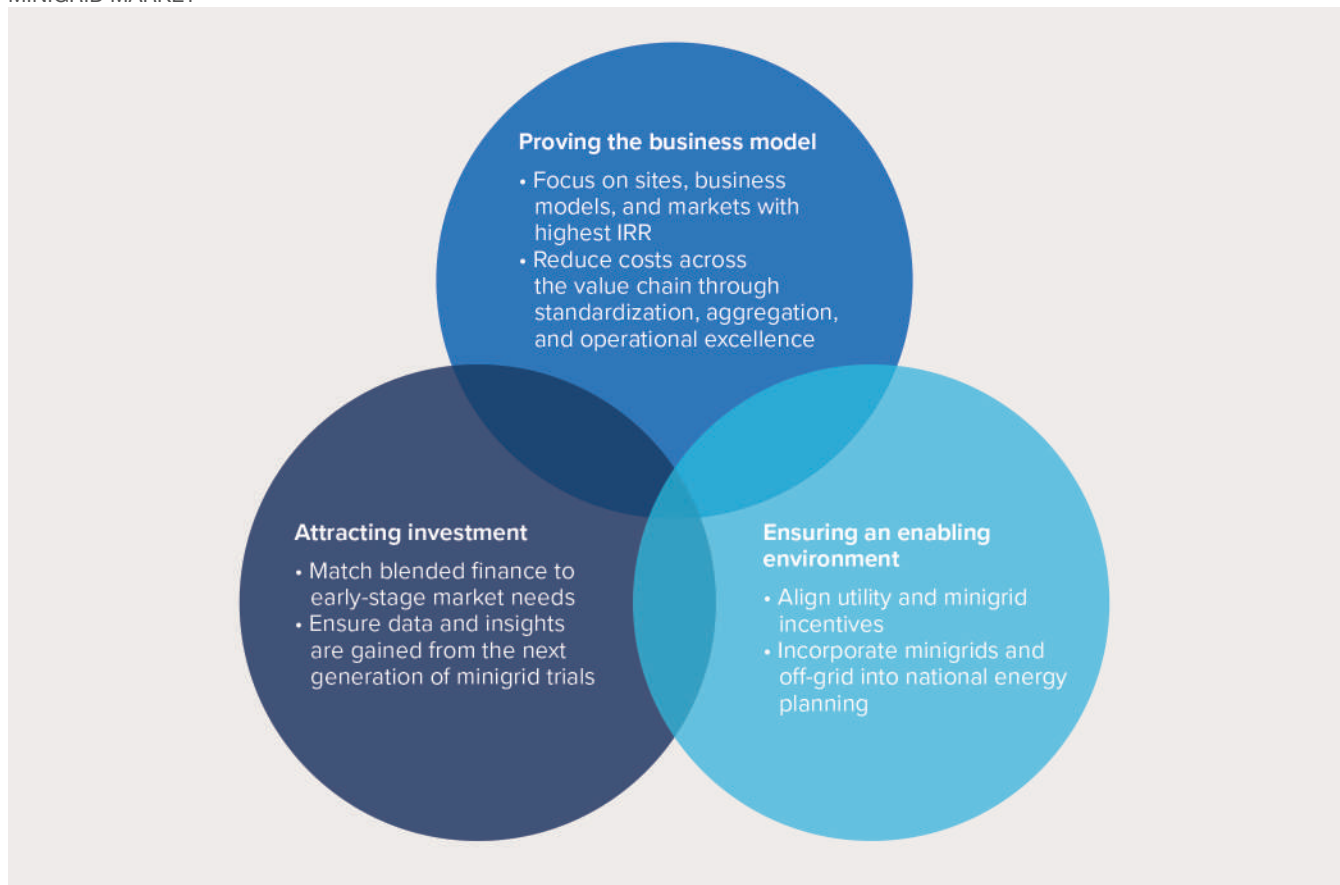 MINIGRID MARKET
Proving the business model
• Focus on sites, business
models, and markets with
highest IRR
• Reduce costs across
the value chain through
standardization, aggregation,
and operational excellence
Attracting investment
• Match blended finance to
early-stage market needs
• Ensure data and insights
are gained from the next
generation of minigrid trials
Ensuring an enabling
environment
• Align utility and minigrid
incentives
• Incorporate minigrids and
off-grid into national energy
planning